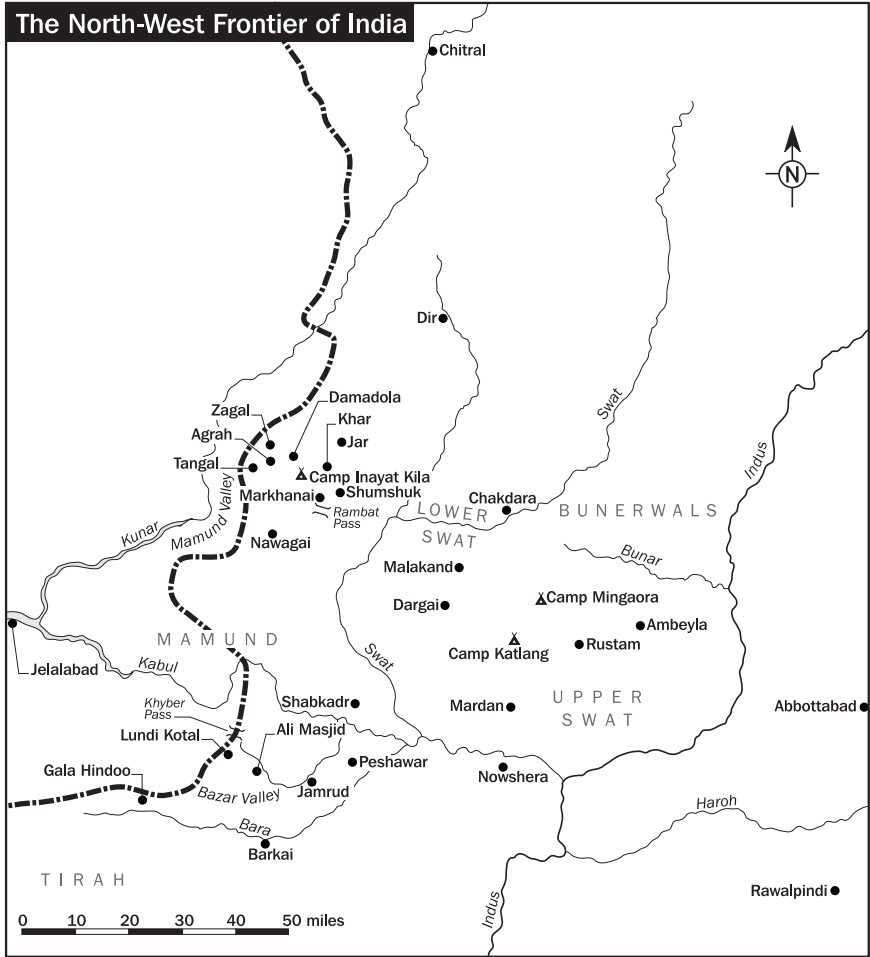 The North-West Frontier of India
Chitral
N
Dir
Damadola
Zagal
Khar
Agrah
Jar
Tangal
Camp Inayat Kila
Markhanai
Shumshuk
Rambat
Pass
Mamund Valley
Kunar
Nawagai
Swat
Indus
Chakdara
LOWER
SWAT
BUNERWALS
Bunar
Malakand
Camp Mingaora
Dargai
Ambeyla
Camp Katlang
Rustam
MAMUND
Jelalabad
Kabul
Swat
Khyber
Pass
Shabkadr
Mardan
UPPER
SWAT
Abbottabad
Lundi Kotal
Ali Masjid
Peshawar
Gala Hindoo
Nowshera
Bazar Valley
Jamrud
Haroh
Bara
Barkai
TIRAH
Rawalpindi
Indus
0 10 20 30 40 50 miles